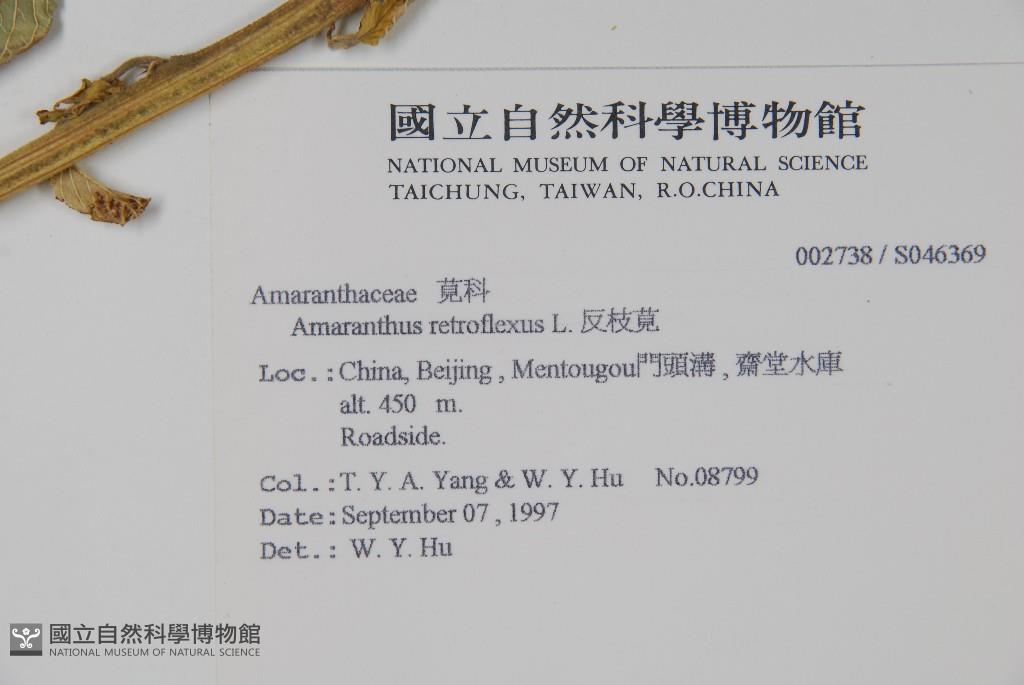 國立自然科學博物館
NATIONAL MUSEUM OF NATURAL SCIENCE
TAICHUNG, TAIWAN, R.O.CHINA
002738 / S046369
Amaranthaceae 莧科
Amaranthus retroflexus L. 反枝莧
Loc.: China, Beijing , Mentougou門頭溝 , 齋堂水庫
alt. 450 m.
Roadside.
Col.: T. Y. A. Yang & W. Y. Hu No.08799
Date: September 07 , 1997
Det.: W. Y. Hu
國立自然科學博物館
NATIONAL MUSEUM OF NATURAL SCIENCE